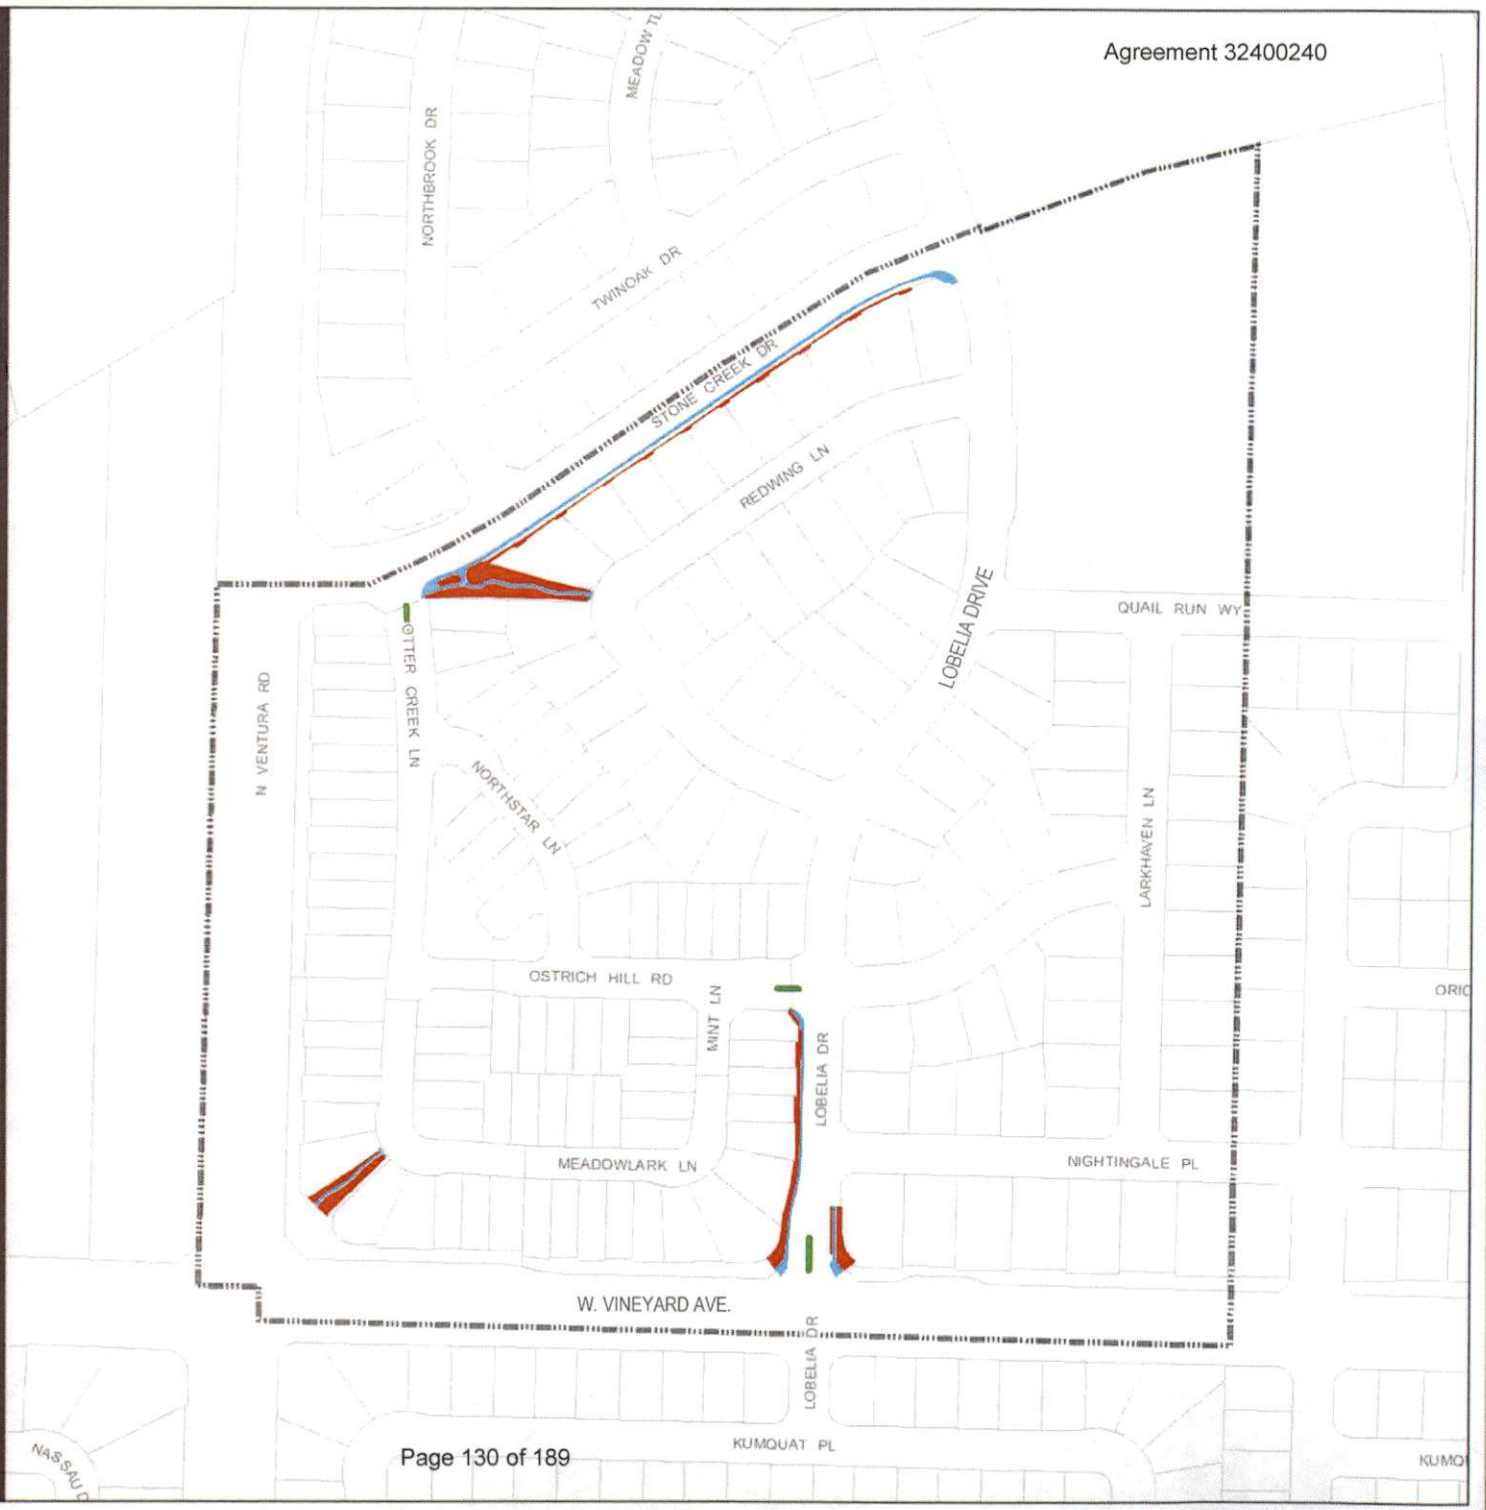 Agreement 32400240
MEADOW
NORTHBROOK DR
TWINOAK DR
STONE CREEK DR
REDWING LN
LOBELIA DRIVE
QUAIL RUN WY
OTTER CREEK LN
N VENTURA RD
NORTHSTAR LN
LARKHAVEN LN
OSTRICH HILL RD
MINT LN
ORIO
LOBELIA DR
MEADOWLARK LN
NIGHTINGALE PL
W. VINEYARD AVE.
LOBELIA DR
KUMQUAT PL
Page 130 of 189
NASSAU D
KUMQ